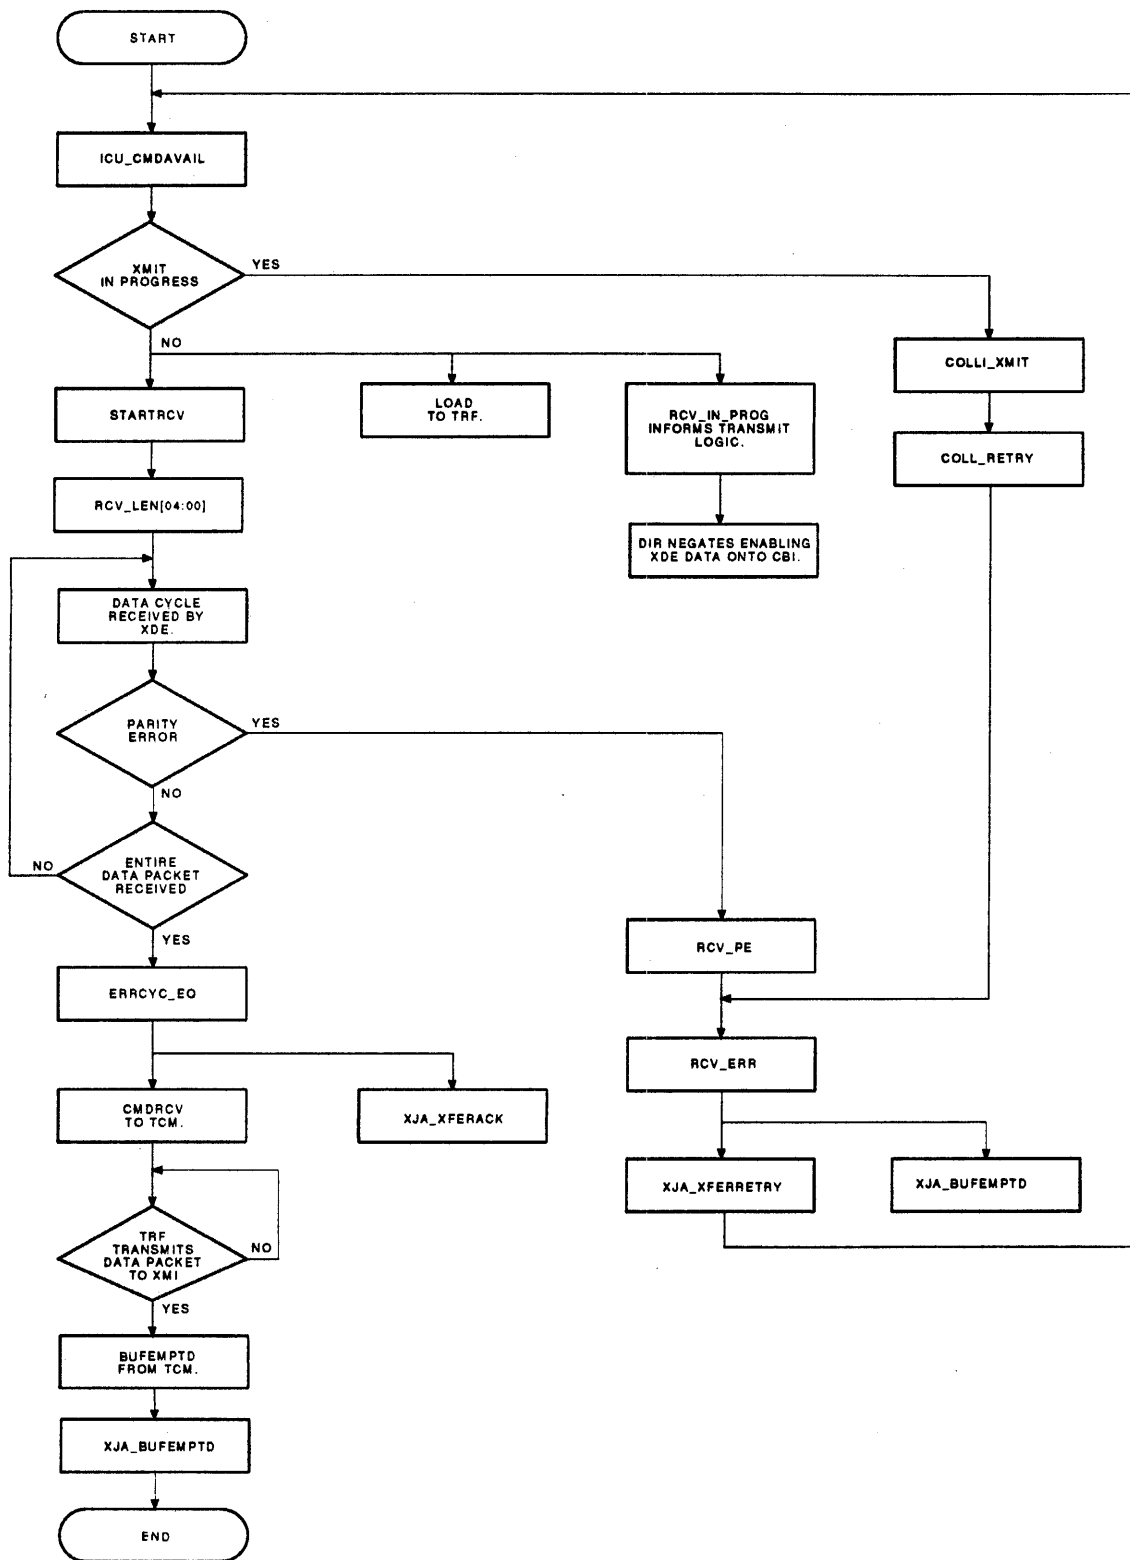 START
ICU_CMDAVAIL
XMIT
IN PROGRESS
YES
NO
COLLI_XMIT
STARTRCV
LOAD
TO TRF.
RCV_IN_PROG
INFORMS TRANSMIT
LOGIC.
COLL_RETRY
RCV_LEN[04:00]
DIR NEGATES ENABLING
XDE DATA ONTO CBI.
DATA CYCLE
RECEIVED BY
XDE.
PARITY
ERROR
YES
NO
ENTIRE
DATA PACKET
RECEIVED
NO
YES
RCV_PE
ERRCYC_EQ
RCV_ERR
CMDRCV
TO TCM.
XJA_XFERACK
XJA_XFERRETRY
XJA_BUFEMPTD
TRF
TRANSMITS
DATA PACKET
TO XMI
NO
YES
BUFEMPTD
FROM TCM.
XJA_BUFEMPTD
END